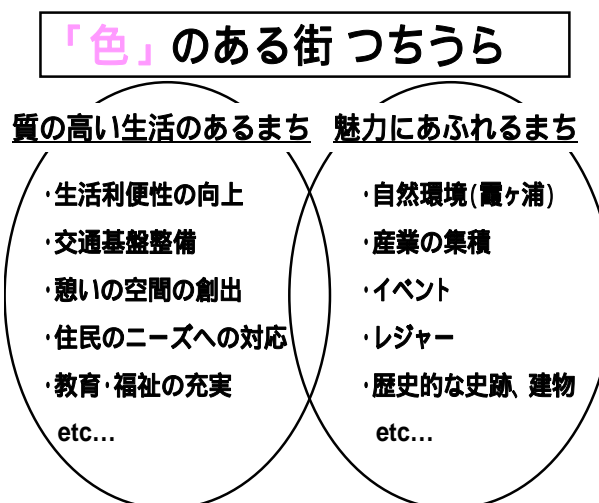 「色」のある街 つちうら
質の高い生活のあるまち
・生活利便性の向上
・交通基盤整備
・憩いの空間の創出
・住民のニーズへの対応
・教育・福祉の充実
etc…
魅力にあふれるまち
・自然環境(霞ヶ浦)
・産業の集積
・イベント
・レジャー
・歴史的な史跡、建物
etc…